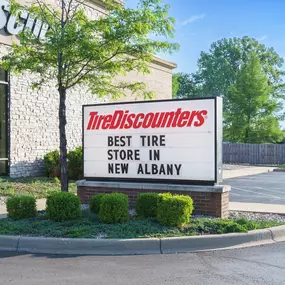 TireDiscounters
BEST TIRE
STORE IN
NEW ALBANY